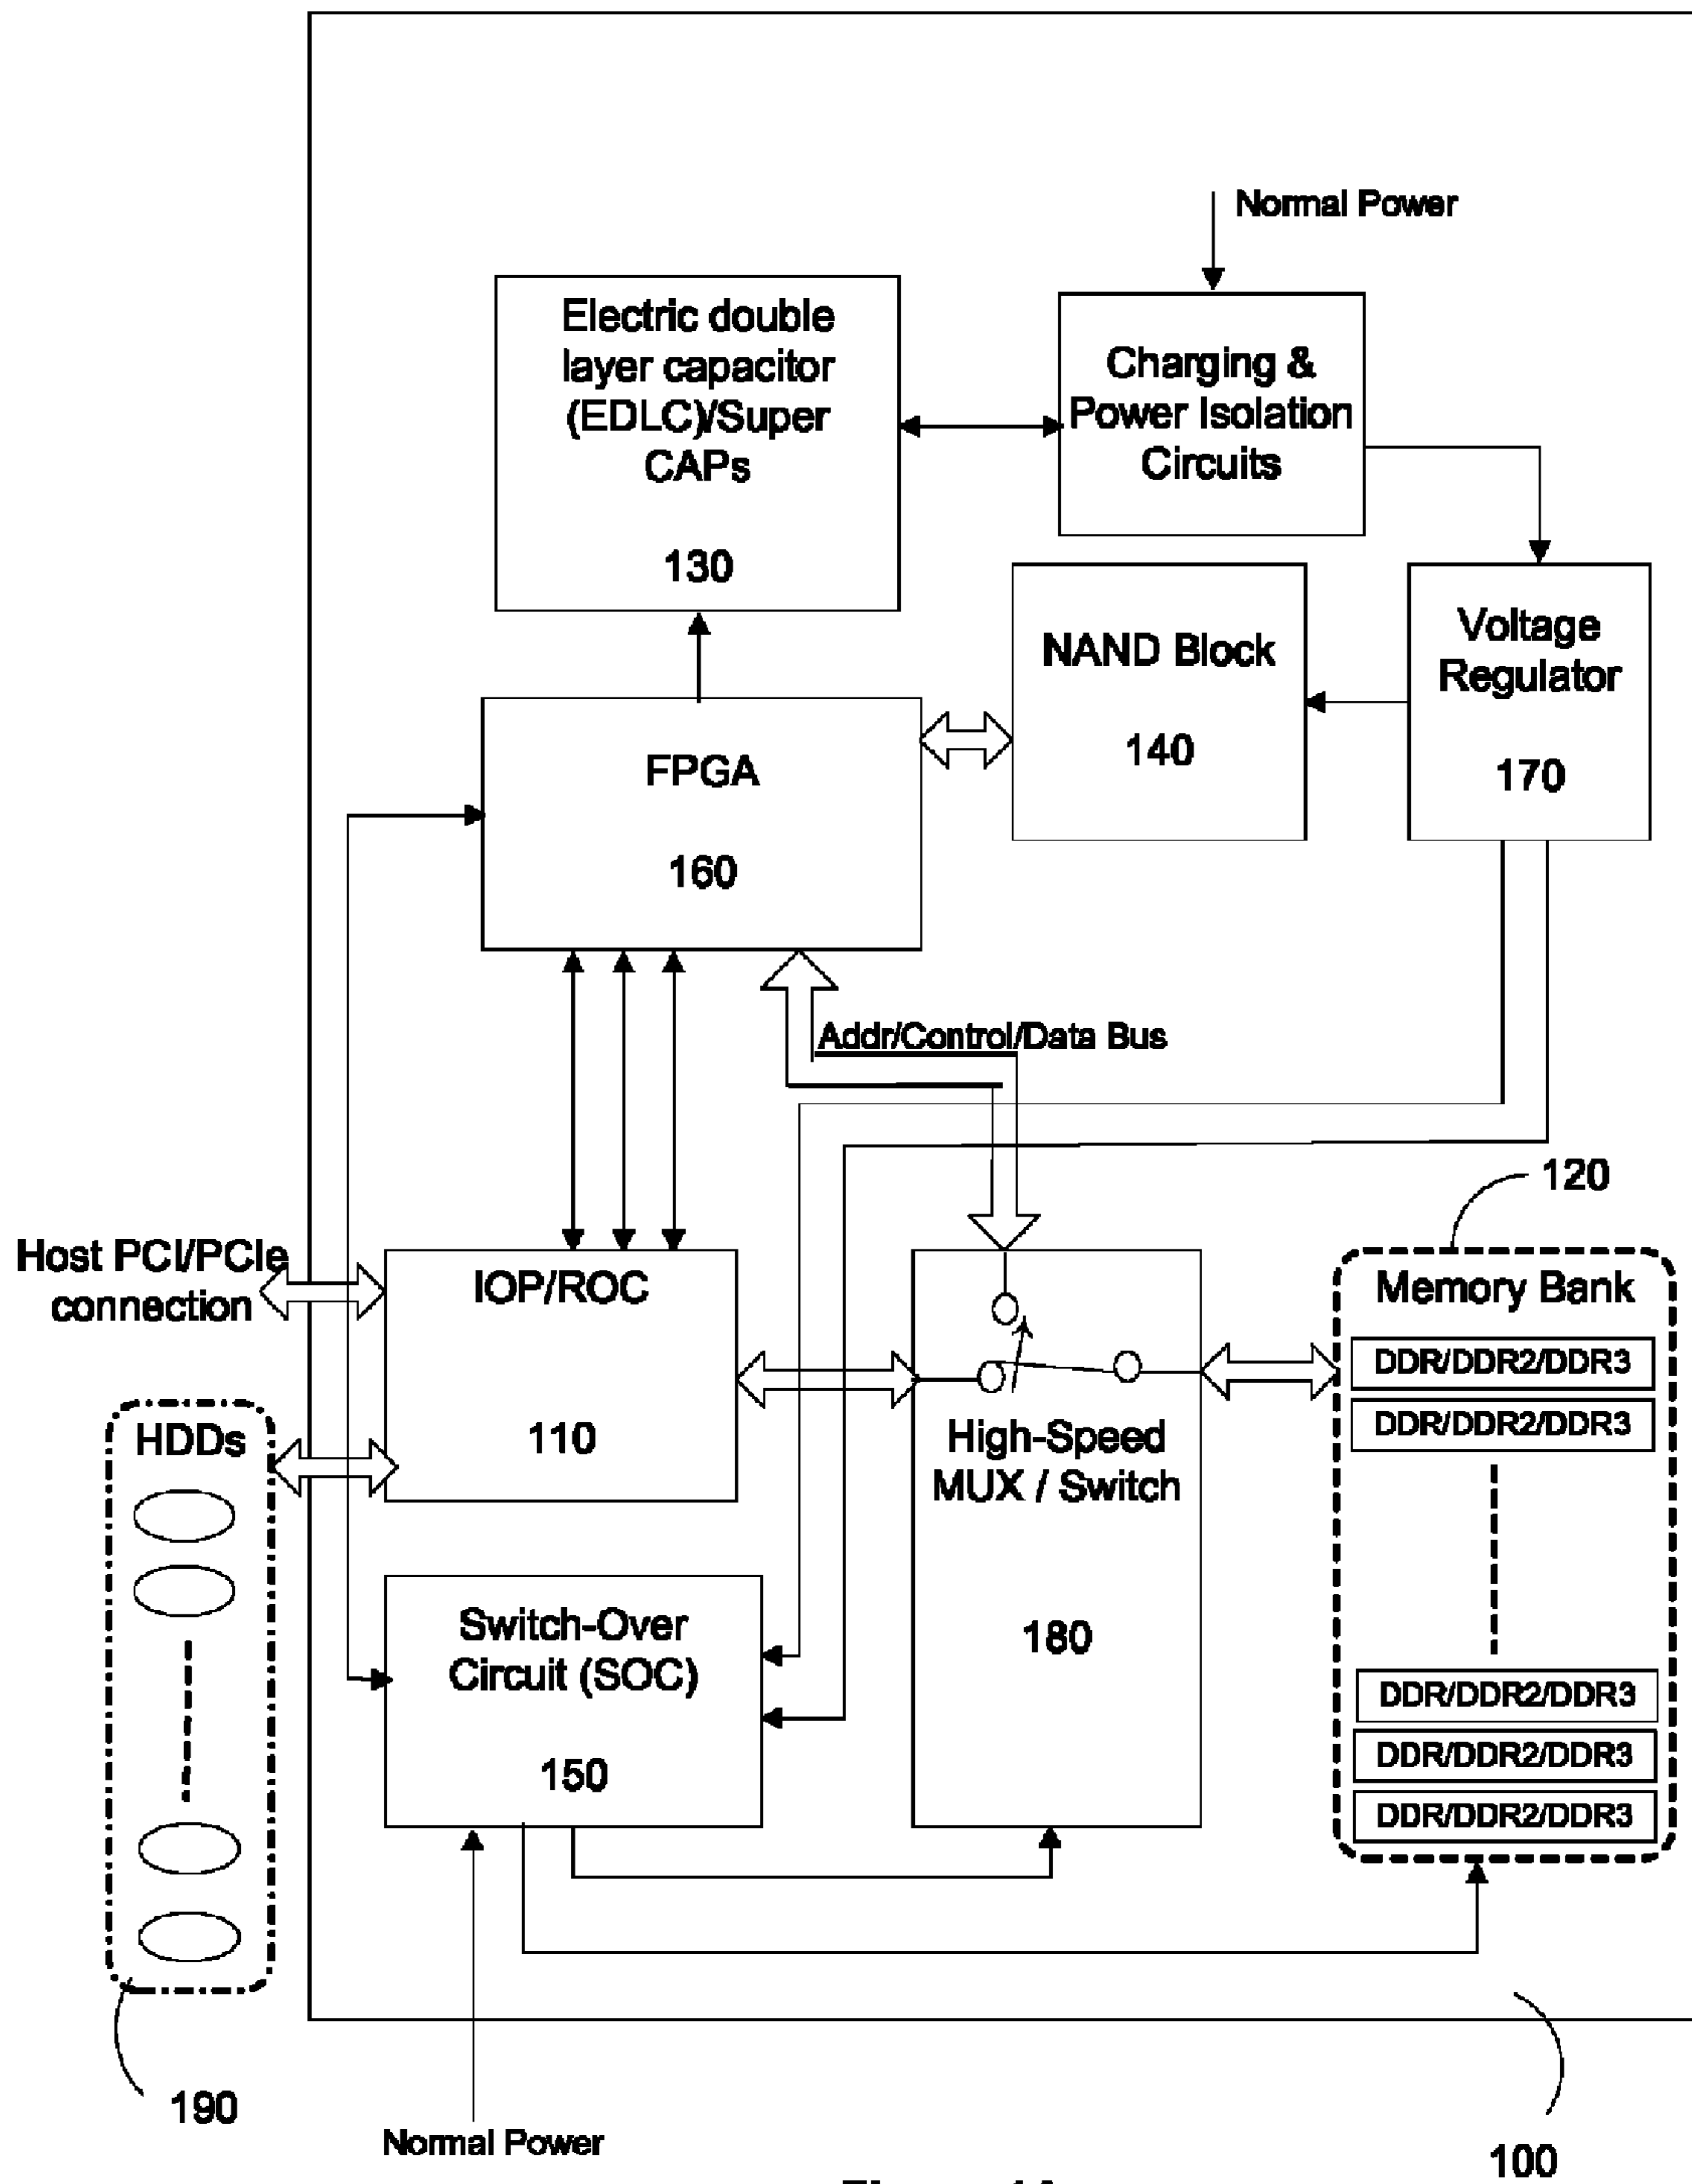 Normal Power
Electric double
layer capacitor
(EDLC)/Super
CAPs
130
Charging &
Power Isolation
Circuits
NAND Block
140
Voltage
Regulator
170
FPGA
160
Addr/Control/Data Bus
120
Host PCI/PCIe
connection
IOP/ROC
110
High-Speed
MUX / Switch
180
Memory Bank
DDR/DDR2/DDR3
DDR/DDR2/DDR3
DDR/DDR2/DDR3
DDR/DDR2/DDR3
DDR/DDR2/DDR3
HDDs
Switch-Over
Circuit (SOC)
150
190
Normal Power
100